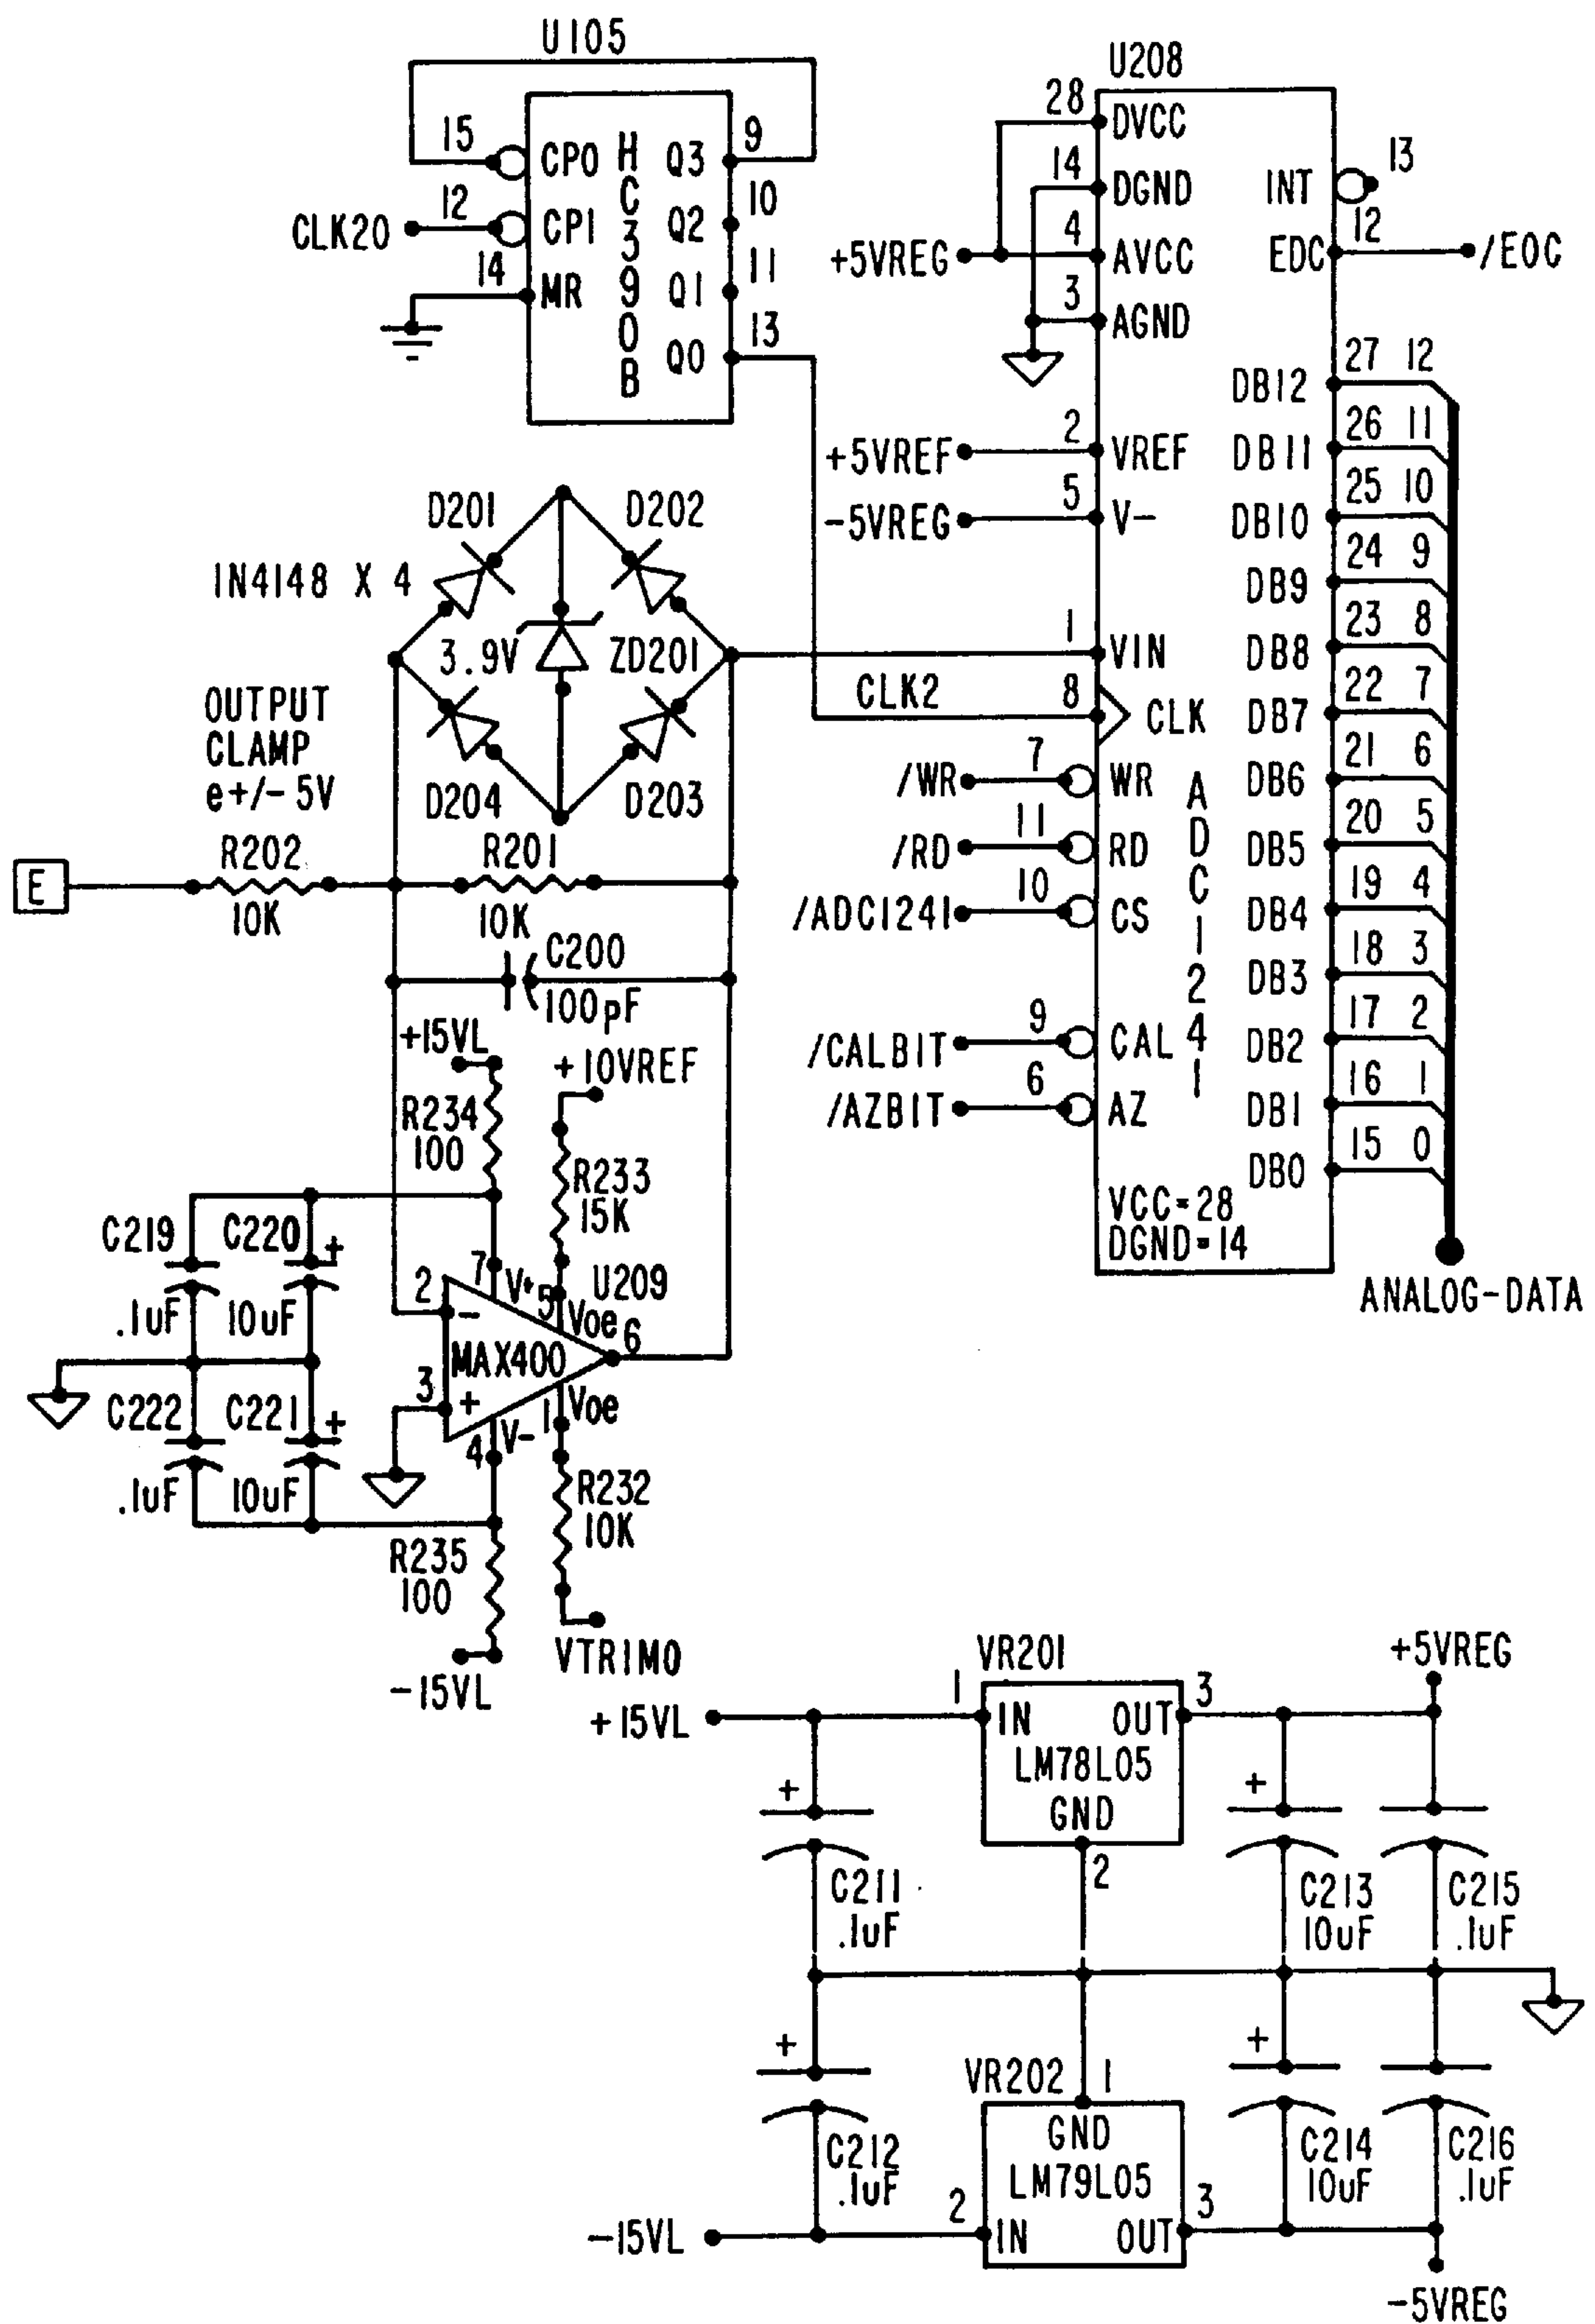 U105
15
CP0
H
C
3
9
0
B
Q3
9
CLK20
12
CP1
Q2
10
14
MR
Q1
11
Q0
13
U208
28
DVCC
14
DGND
INT
13
+5VREG
4
AVCC
EDC
12
/EOC
3
AGND
DB12
27
12
+5VREF
2
VREF
DB11
26
11
-5VREG
5
V-
DB10
25
10
DB9
24
9
1
VIN
DB8
23
8
CLK2
8
CLK
DB7
22
7
/WR
7
WR
A
D
C
1
2
4
1
DB6
21
6
/RD
11
RD
DB5
20
5
/ADC1241
10
CS
DB4
19
4
DB3
18
3
/CALBIT
9
CAL
DB2
17
2
/AZBIT
6
AZ
DB1
16
1
DB0
15
0
VCC=28
DGND=14
ANALOG-DATA
D201
D202
1N4148 X 4
3.9V
ZD201
OUTPUT
CLAMP
e+/-5V
D204
D203
E
R202
10K
R201
10K
C200
100pF
+15VL
+10VREF
R234
100
R233
15K
C219
.1uF
C220
+
10uF
7
V+
5
Voe
U209
2
-
MAX400
6
3
+
4
V-
1
Voe
C222
.1uF
C221
+
10uF
R235
100
R232
10K
-15VL
VTRIM0
VR201
+5VREG
+15VL
1
IN
OUT
3
LM78L05
GND
2
+
C211
.1uF
+
C213
10uF
C215
.1uF
+
C212
.1uF
VR202
1
GND
LM79L05
+
C214
10uF
C216
.1uF
-15VL
2
IN
OUT
3
-5VREG